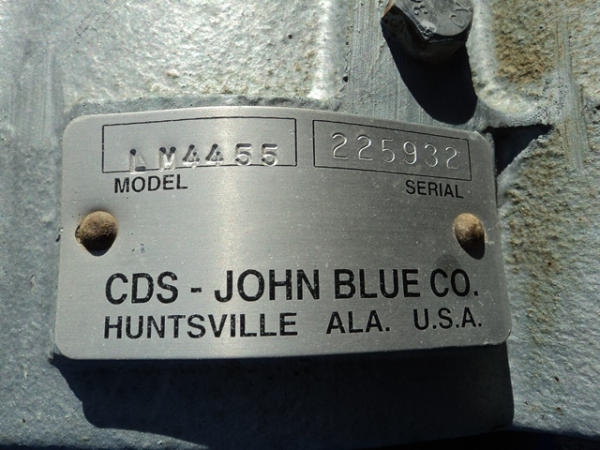 LM4455 225932
MODEL SERIAL
CDS - JOHN BLUE CO.
HUNTSVILLE ALA. U.S.A.